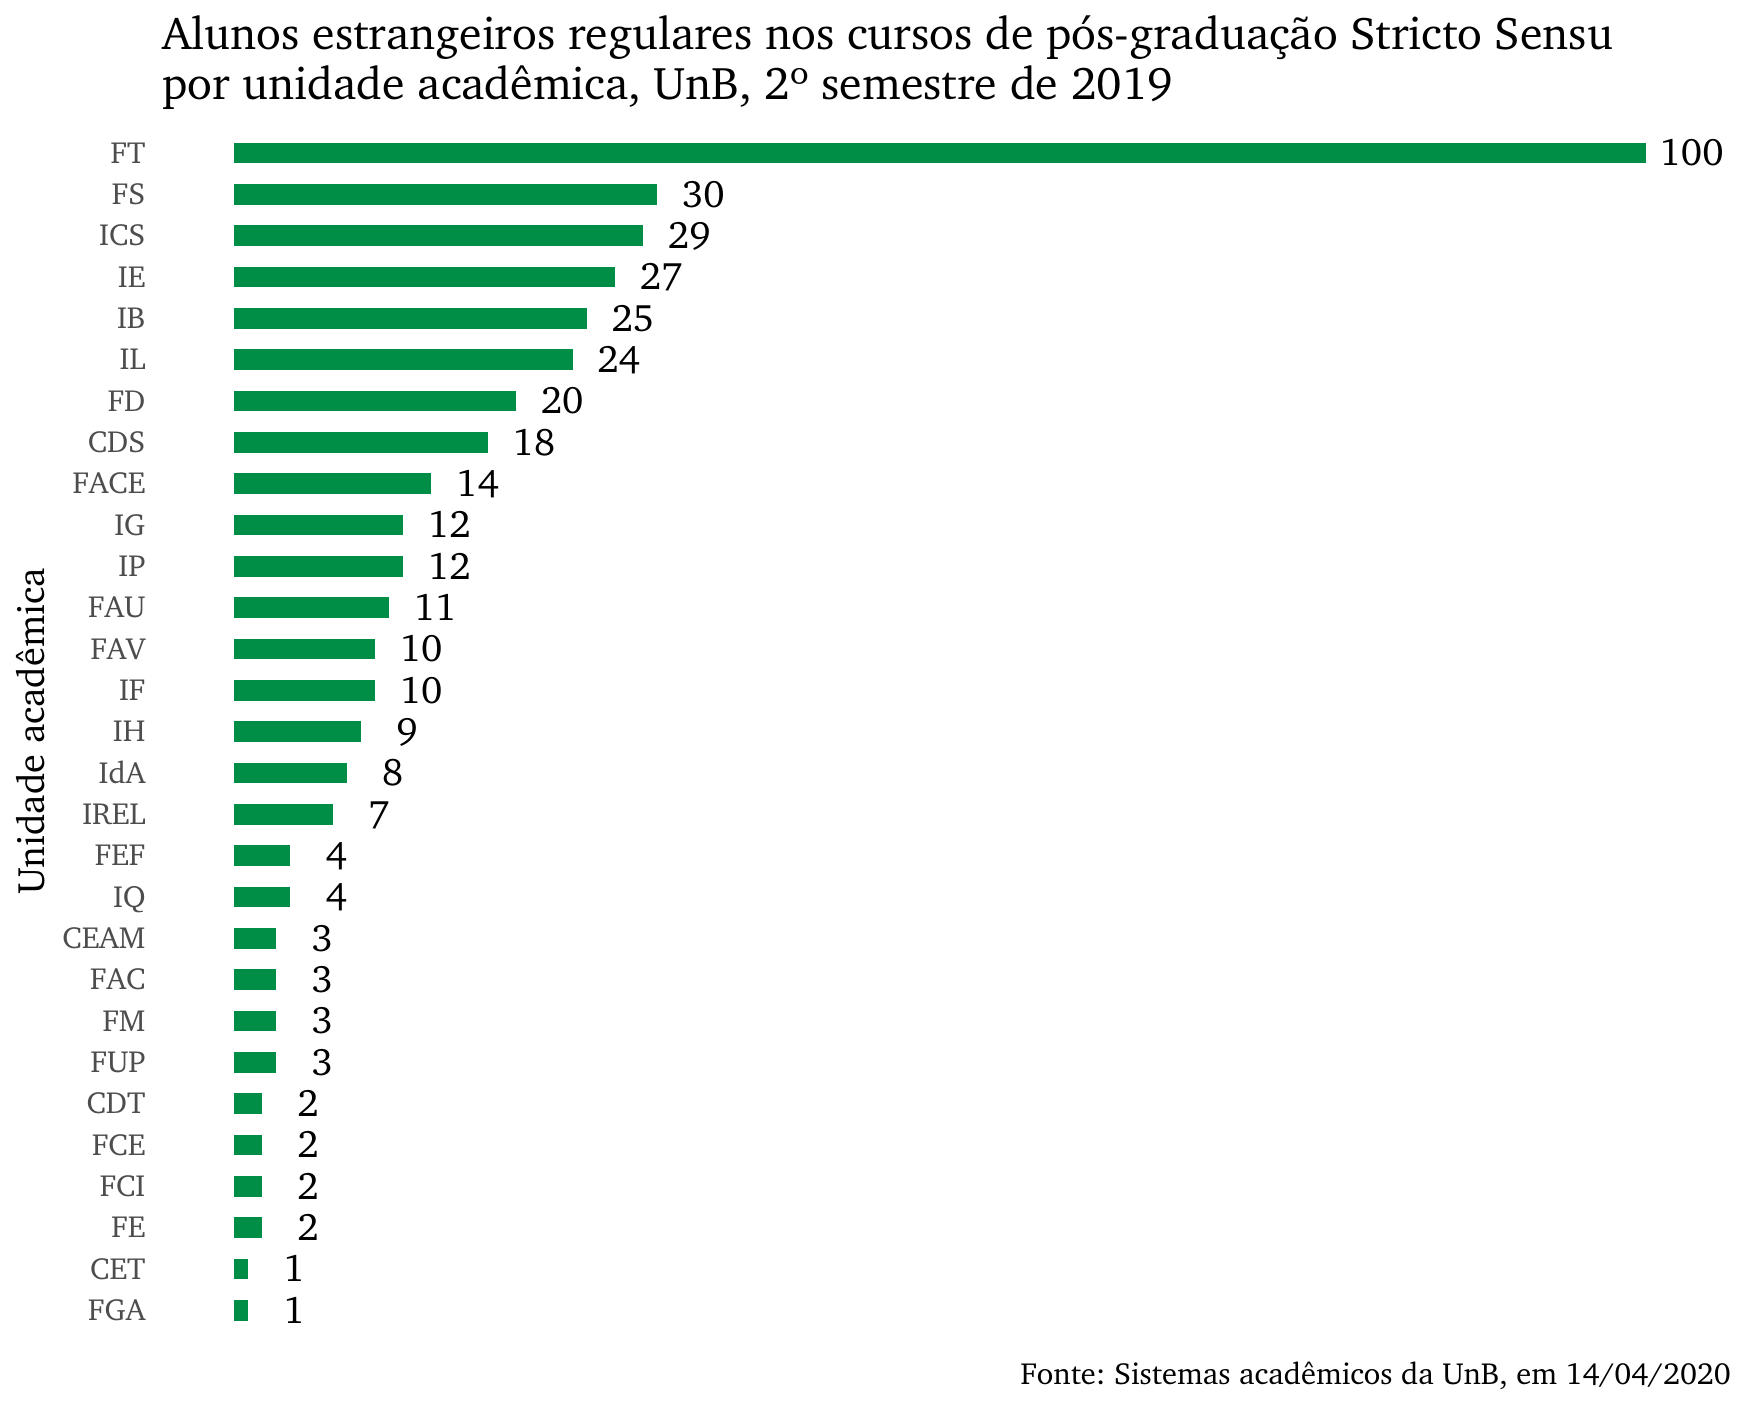 Alunos estrangeiros regulares nos cursos de pós-graduação Stricto Sensu
por unidade acadêmica, UnB, 2º semestre de 2019
Unidade acadêmica
FT 100
FS 30
ICS 29
IE 27
IB 25
IL 24
FD 20
CDS 18
FACE 14
IG 12
IP 12
FAU 11
FAV 10
IF 10
IH 9
IdA 8
IREL 7
FEF 4
IQ 4
CEAM 3
FAC 3
FM 3
FUP 3
CDT 2
FCE 2
FCI 2
FE 2
CET 1
FGA 1
Fonte: Sistemas acadêmicos da UnB, em 14/04/2020